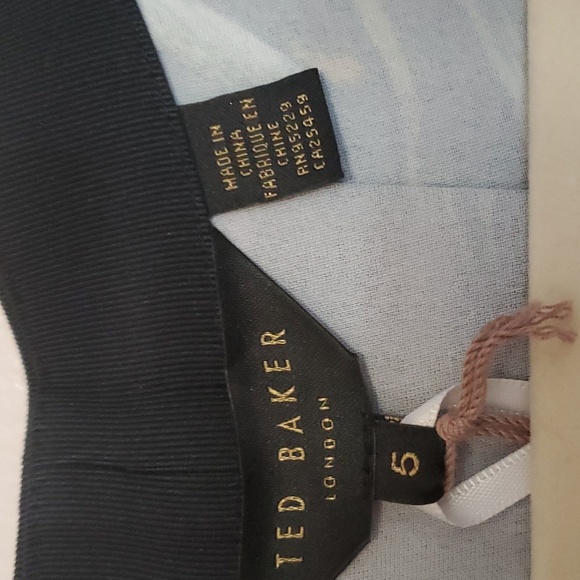 MADE IN
CHINA
FABRIQUE EN
CHINE
RN95229
CA25459
TED BAKER
LONDON
5